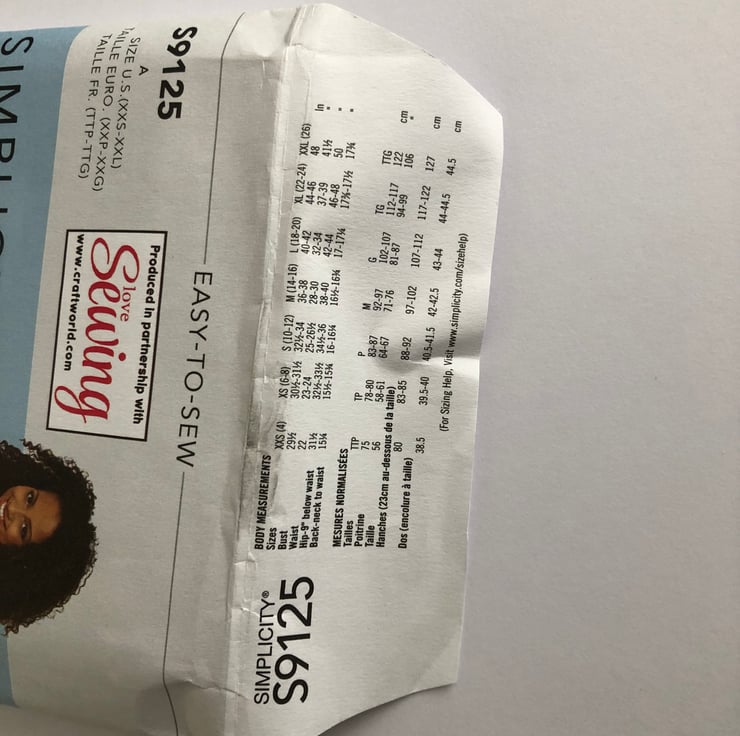 SIMPLICITY
S9125
A
SIZE U.S.(XXS-XXL)
TAILLE EURO. (XXP-XXG)
TAILLE FR. (TTP-TTG)
Produced in partnership with
love
Sewing
www.craftworld.com
EASY-TO-SEW
SIMPLICITY®
S9125
BODY MEASUREMENTS
Sizes XXS (4) XS (6-8) S (10-12) M (14-16) L (18-20) XL (22-24) XXL (26)
Bust 29½ 30½-31½ 32½-34 36-38 40-42 44-46 48 In
Waist 22 23-24 25-26½ 28-30 32-34 37-39 41½ "
Hip-9" below waist 31½ 32½-33½ 34½-36 38-40 42-44 46-48 50 "
Back-neck to waist 15¼ 15½-15¾ 16-16¼ 16½-16¾ 17-17¼ 17⅜-17½ 17¾ "
MESURES NORMALISÉES
Tailles TTP TP P M G TG TTG
Poitrine 75 78-80 83-87 92-97 102-107 112-117 122 cm
Taille 56 58-61 64-67 71-76 81-87 94-99 106 "
Hanches (23cm au-dessous de la taille)
80 83-85 88-92 97-102 107-112 117-122 127 cm
Dos (encolure à taille)
38.5 39.5-40 40.5-41.5 42-42.5 43-44 44-44.5 44.5 cm
(For Sizing Help, Visit www.simplicity.com/sizehelp)